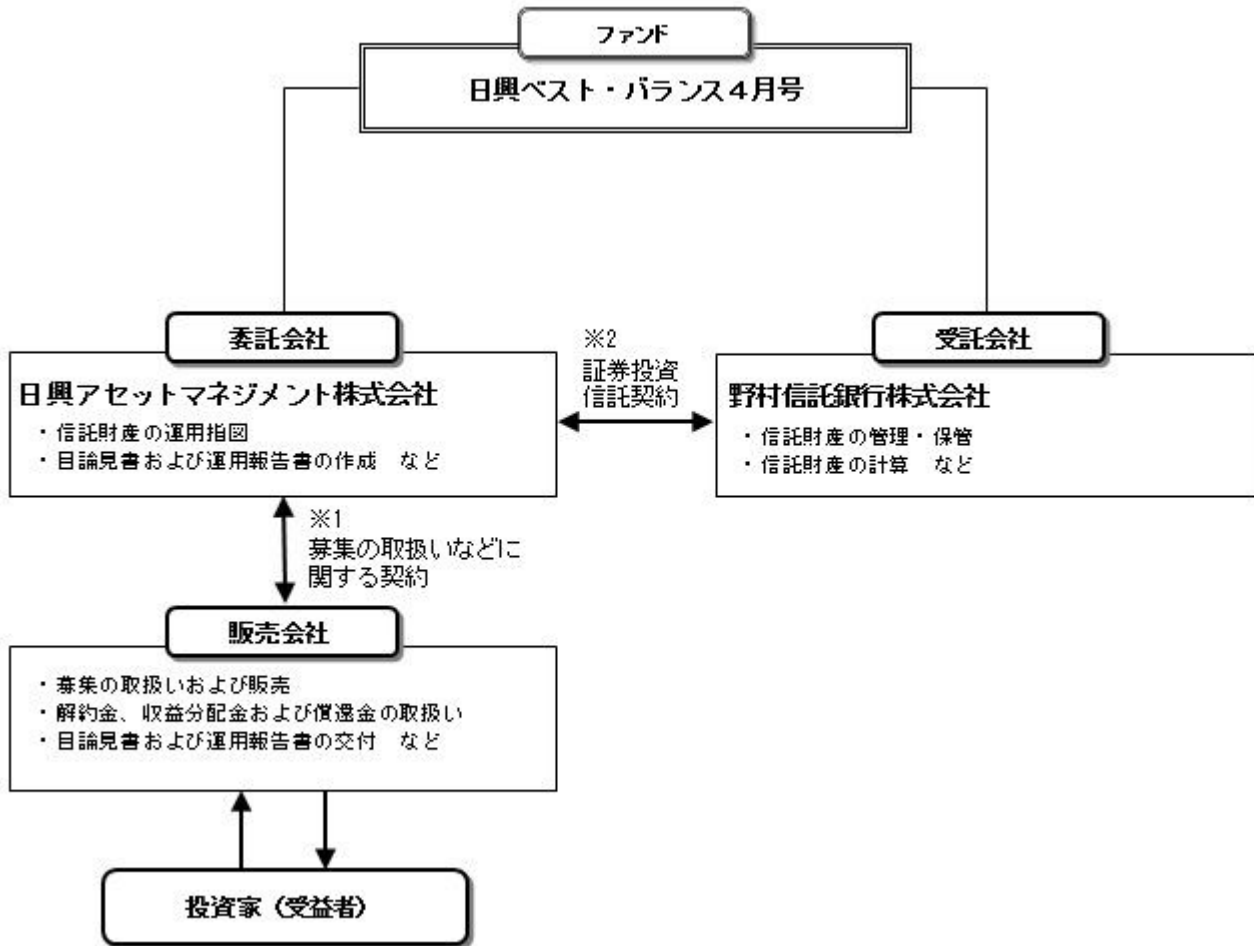 ファンド
日興ベスト・バランス４月号
委託会社
日興アセットマネジメント株式会社
・信託財産の運用指図
・目論見書および運用報告書の作成　など
※2
証券投資
信託契約
受託会社
野村信託銀行株式会社
・信託財産の管理・保管
・信託財産の計算　など
※1
募集の取扱いなどに
関する契約
販売会社
・募集の取扱いおよび販売
・解約金、収益分配金および償還金の取扱い
・目論見書および運用報告書の交付　など
投資家（受益者）